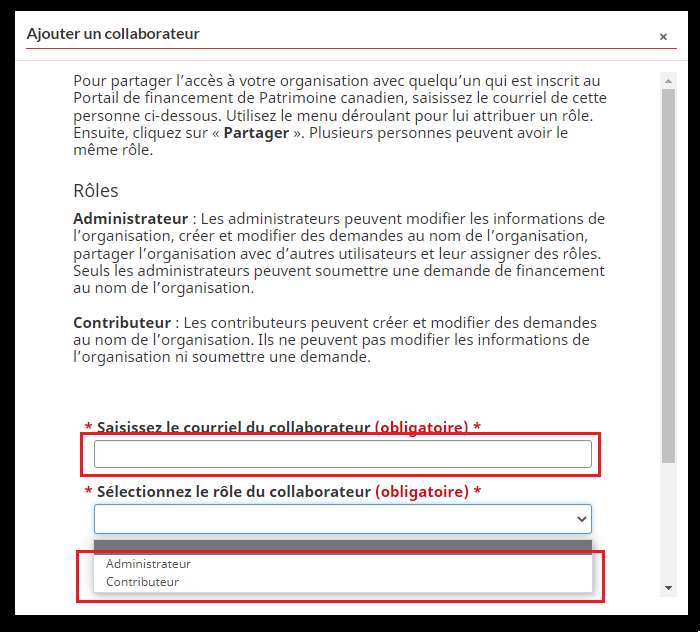 Ajouter un collaborateur
×
Pour partager l’accès à votre organisation avec quelqu’un qui est inscrit au
Portail de financement de Patrimoine canadien, saisissez le courriel de cette
personne ci-dessous. Utilisez le menu déroulant pour lui attribuer un rôle.
Ensuite, cliquez sur « Partager ». Plusieurs personnes peuvent avoir le
même rôle.
Rôles
Administrateur : Les administrateurs peuvent modifier les informations de
l’organisation, créer et modifier des demandes au nom de l’organisation,
partager l’organisation avec d’autres utilisateurs et leur assigner des rôles.
Seuls les administrateurs peuvent soumettre une demande de financement
au nom de l’organisation.
Contributeur : Les contributeurs peuvent créer et modifier des demandes
au nom de l’organisation. Ils ne peuvent pas modifier les informations de
l’organisation ni soumettre une demande.
* Saisissez le courriel du collaborateur (obligatoire) *
* Sélectionnez le rôle du collaborateur (obligatoire) *
Administrateur
Contributeur